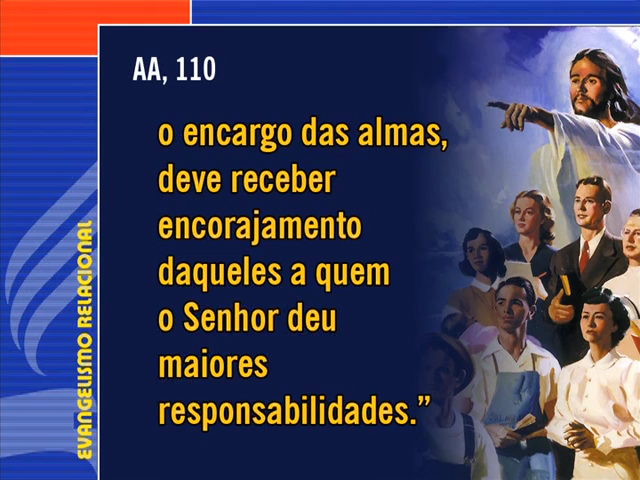 AA, 110
o encargo das almas,
deve receber
encorajamento
daqueles a quem
o Senhor deu
maiores
responsabilidades.”
EVANGELISMO RELACIONAL